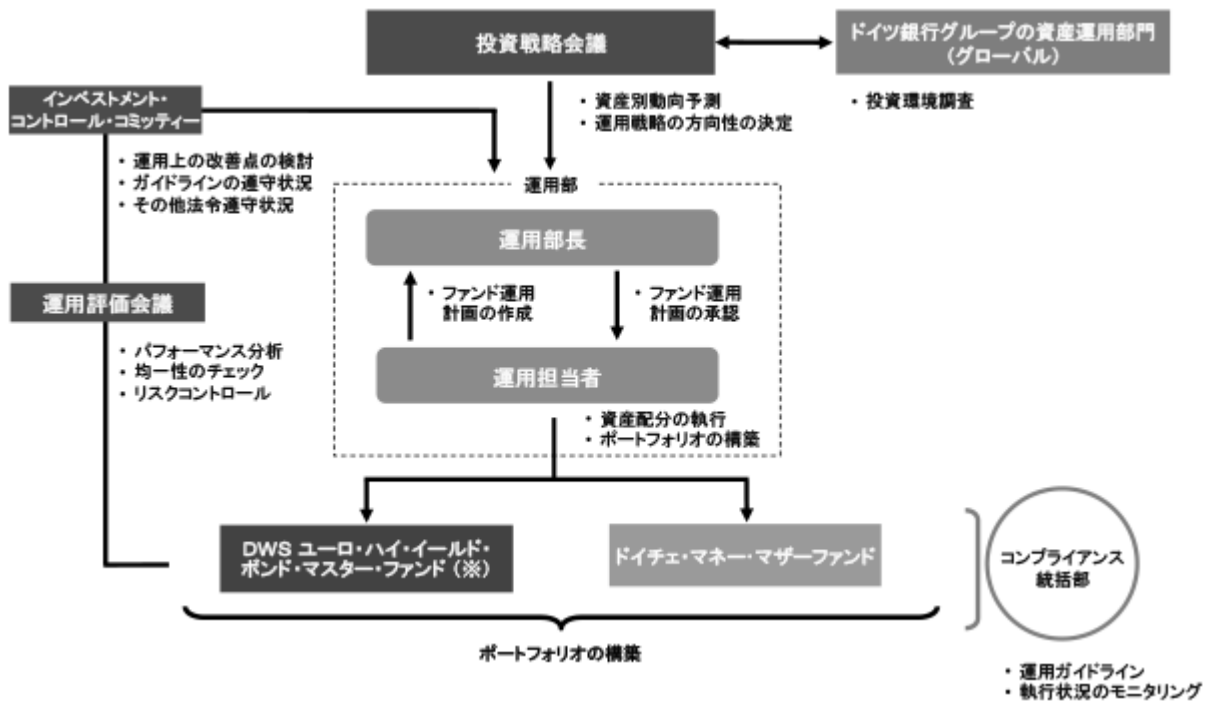 投資戦略会議
ドイツ銀行グループの資産運用部門
(グローバル)
・資産別動向予測
・運用戦略の方向性の決定
・投資環境調査
インベストメント・
コントロール・コミッティー
・運用上の改善点の検討
・ガイドラインの遵守状況
・その他法令遵守状況
運用部
運用部長
・ファンド運用
計画の作成
・ファンド運用
計画の承認
運用評価会議
・パフォーマンス分析
・均一性のチェック
・リスクコントロール
運用担当者
・資産配分の執行
・ポートフォリオの構築
DWS ユーロ・ハイ・イールド・
ボンド・マスター・ファンド(※)
ドイチェ・マネー・マザーファンド
コンプライアンス
統括部
ポートフォリオの構築
・運用ガイドライン
・執行状況のモニタリング